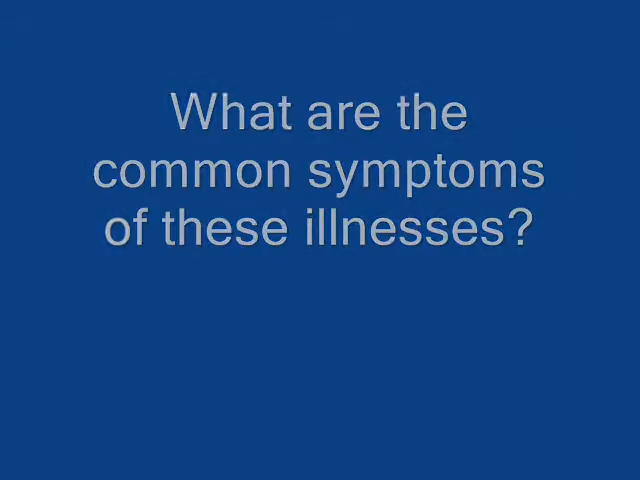 What are the
common symptoms
of these illnesses?